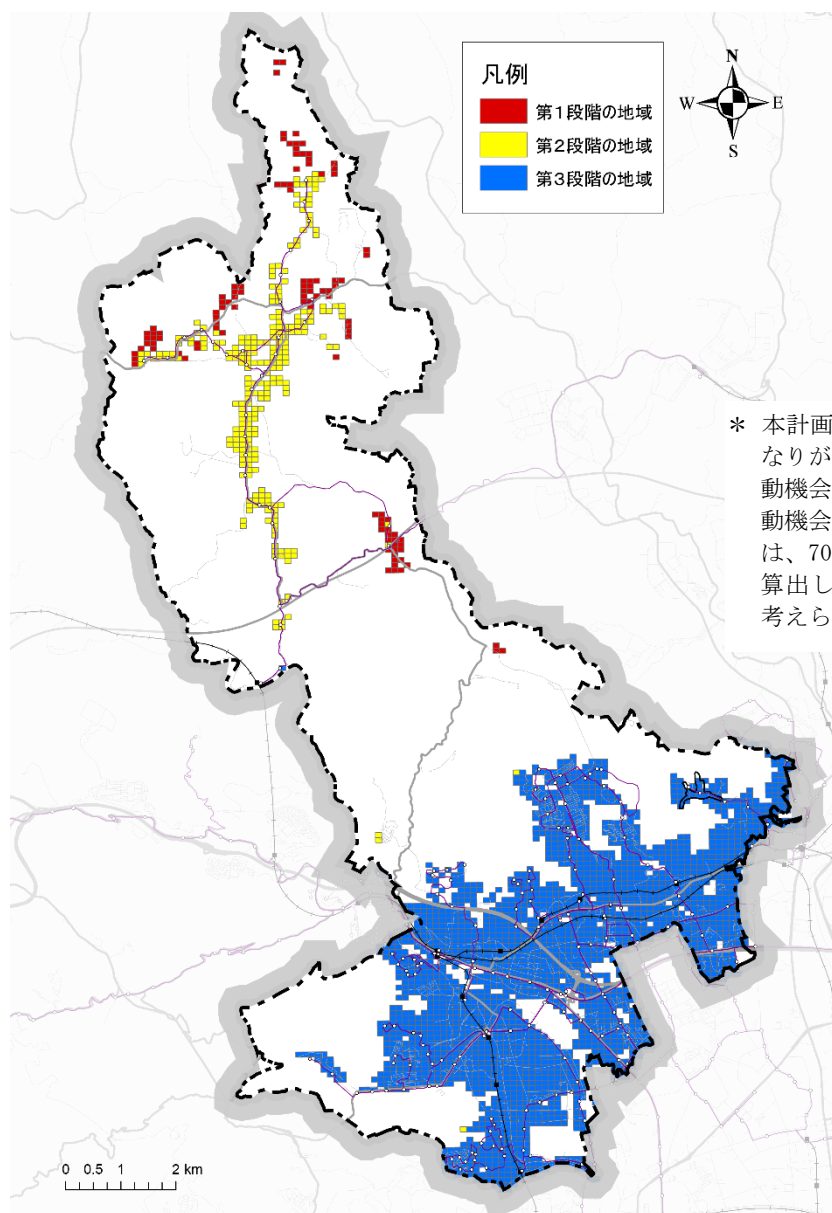 凡例
第1段階の地域
第2段階の地域
第3段階の地域
N
W E
S
＊ 本計画
なりが
動機会
動機会
は、70
算出し
考えら
0 0.5 1 2 km